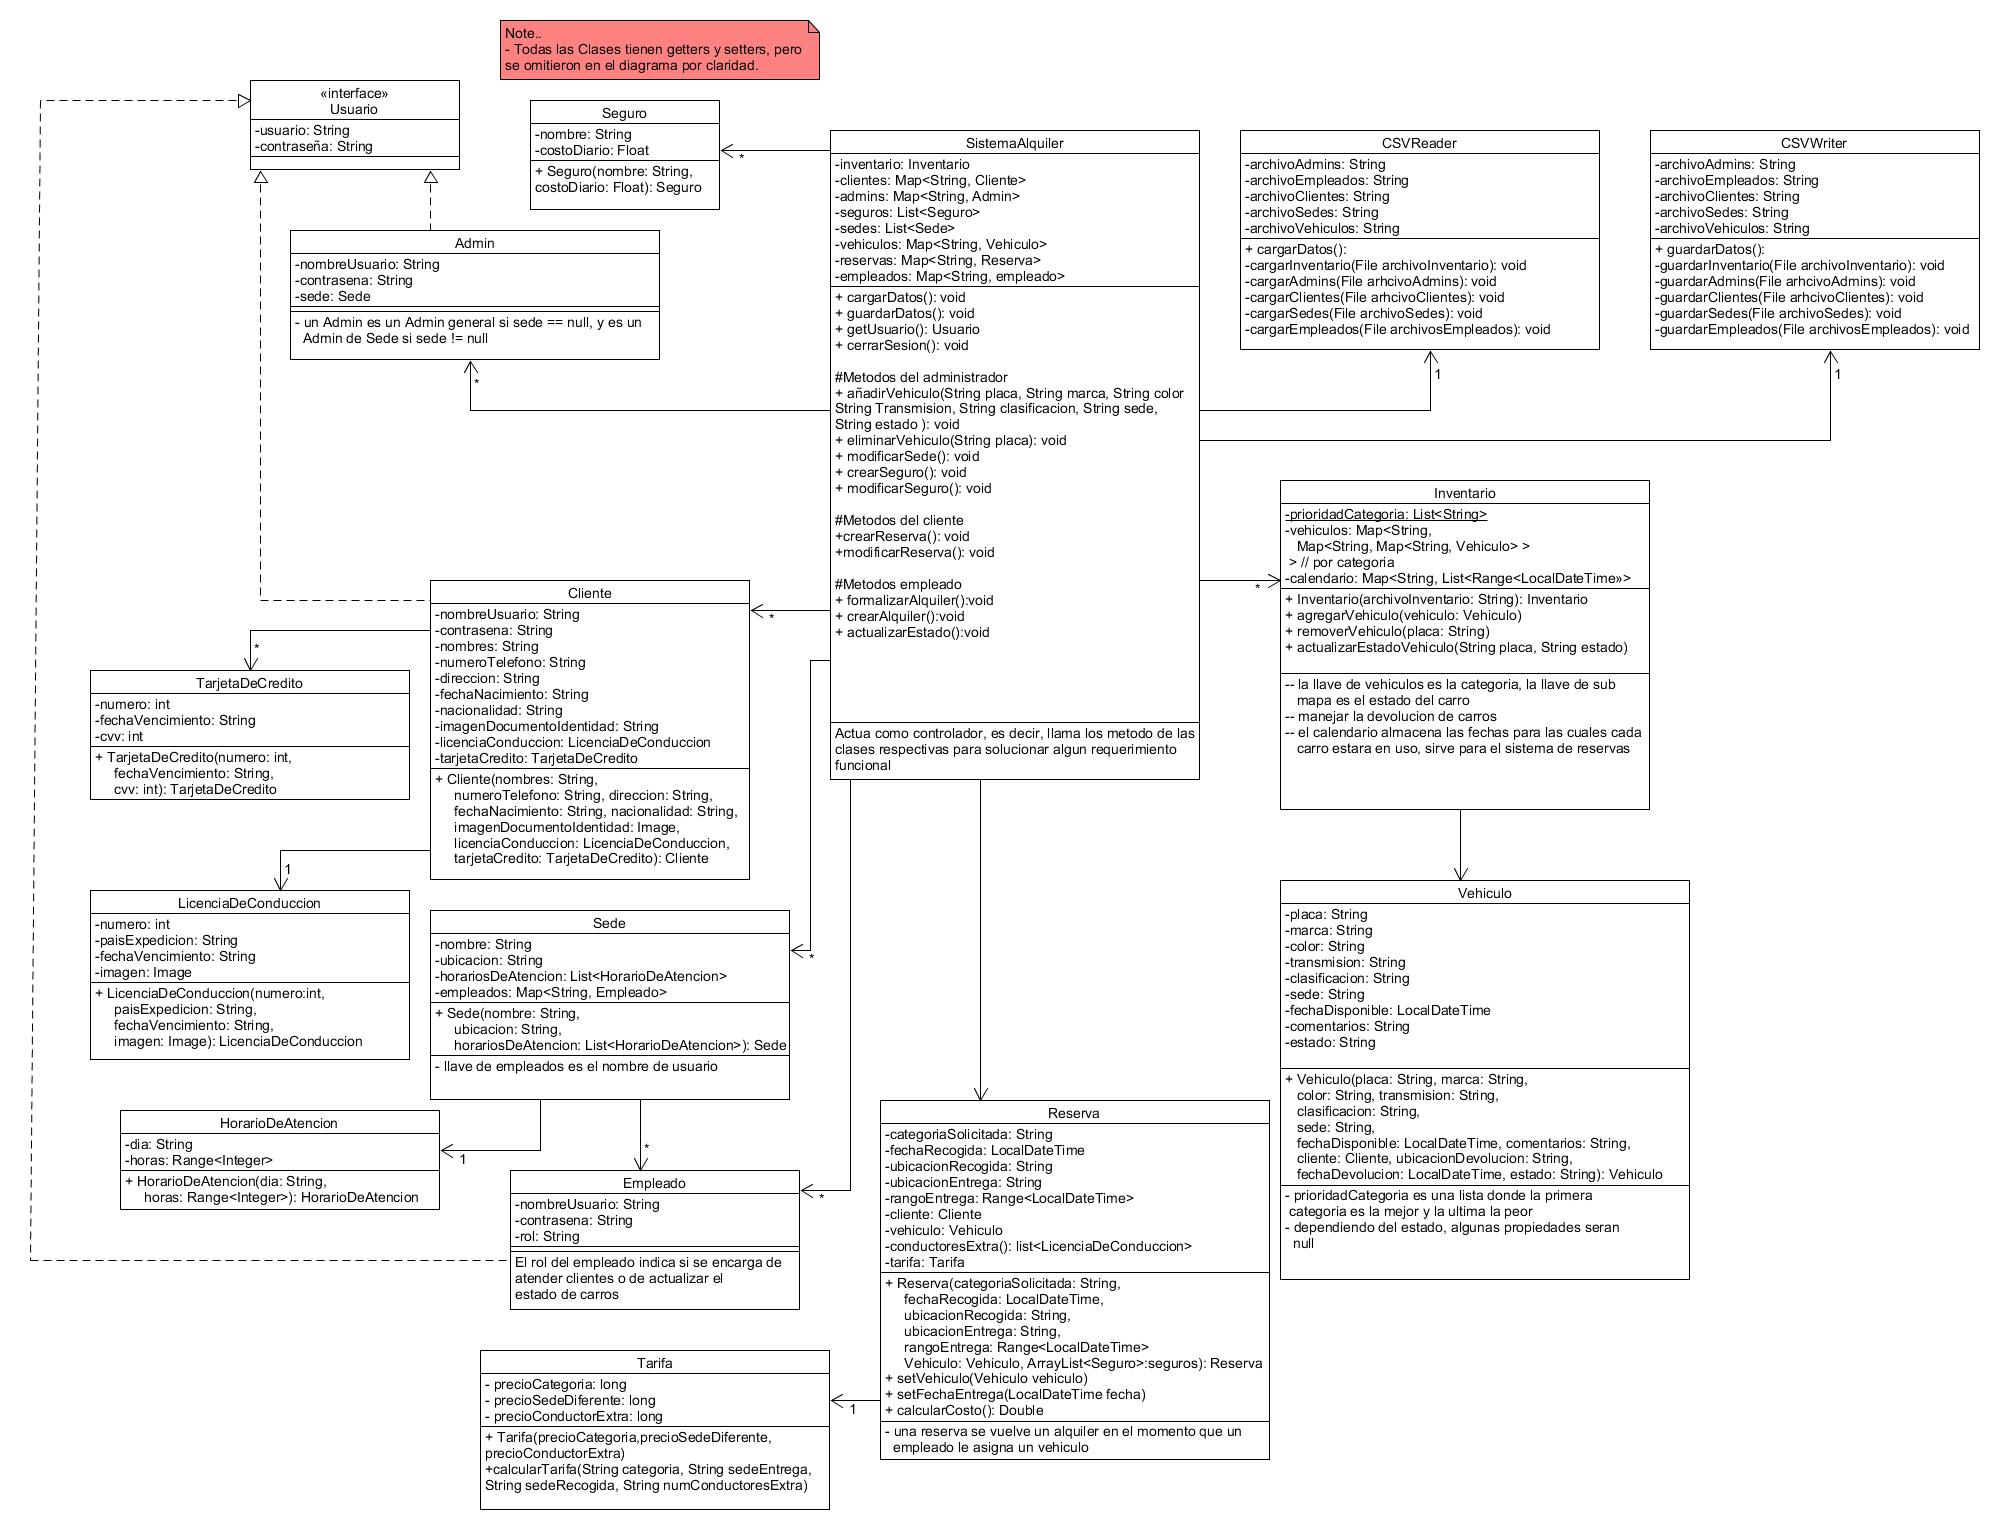 Note..
- Todas las Clases tienen getters y setters, pero
se omitieron en el diagrama por claridad.
«interface»
Usuario
-usuario: String
-contraseña: String
Seguro
-nombre: String
-costoDiario: Float
+ Seguro(nombre: String,
costoDiario: Float): Seguro
*
SistemaAlquiler
-inventario: Inventario
-clientes: Map<String, Cliente>
-admins: Map<String, Admin>
-seguros: List<Seguro>
-sedes: List<Sede>
-vehiculos: Map<String, Vehiculo>
-reservas: Map<String, Reserva>
-empleados: Map<String, empleado>
+ cargarDatos(): void
+ guardarDatos(): void
+ getUsuario(): Usuario
+ cerrarSesion(): void
#Metodos del administrador
+ añadirVehiculo(String placa, String marca, String color
String Transmision, String clasificacion, String sede,
String estado ): void
+ eliminarVehiculo(String placa): void
+ modificarSede(): void
+ crearSeguro(): void
+ modificarSeguro(): void
#Metodos del cliente
+crearReserva(): void
+modificarReserva(): void
#Metodos empleado
+ formalizarAlquiler():void
+ crearAlquiler():void
+ actualizarEstado():void
Actua como controlador, es decir, llama los metodo de las
clases respectivas para solucionar algun requerimiento
funcional
CSVReader
-archivoAdmins: String
-archivoEmpleados: String
-archivoClientes: String
-archivoSedes: String
-archivoVehiculos: String
+ cargarDatos():
-cargarInventario(File archivoInventario): void
-cargarAdmins(File arhcivoAdmins): void
-cargarClientes(File arhcivoClientes): void
-cargarSedes(File archivoSedes): void
-cargarEmpleados(File archivosEmpleados): void
1
CSVWriter
-archivoAdmins: String
-archivoEmpleados: String
-archivoClientes: String
-archivoSedes: String
-archivoVehiculos: String
+ guardarDatos():
-guardarInventario(File archivoInventario): void
-guardarAdmins(File arhcivoAdmins): void
-guardarClientes(File arhcivoClientes): void
-guardarSedes(File archivoSedes): void
-guardarEmpleados(File archivosEmpleados): void
1
Admin
-nombreUsuario: String
-contrasena: String
-sede: Sede
- un Admin es un Admin general si sede == null, y es un
Admin de Sede si sede != null
*
Inventario
-prioridadCategoria: List<String>
-vehiculos: Map<String,
Map<String, Map<String, Vehiculo> >
> // por categoria
-calendario: Map<String, List<Range<LocalDateTime»>
+ Inventario(archivoInventario: String): Inventario
+ agregarVehiculo(vehiculo: Vehiculo)
+ removerVehiculo(placa: String)
+ actualizarEstadoVehiculo(String placa, String estado)
-- la llave de vehiculos es la categoria, la llave de sub
mapa es el estado del carro
-- manejar la devolucion de carros
-- el calendario almacena las fechas para las cuales cada
carro estara en uso, sirve para el sistema de reservas
*
Cliente
-nombreUsuario: String
-contrasena: String
-nombres: String
-numeroTelefono: String
-direccion: String
-fechaNacimiento: String
-nacionalidad: String
-imagenDocumentoIdentidad: String
-licenciaConduccion: LicenciaDeConduccion
-tarjetaCredito: TarjetaDeCredito
+ Cliente(nombres: String,
numeroTelefono: String, direccion: String,
fechaNacimiento: String, nacionalidad: String,
imagenDocumentoIdentidad: Image,
licenciaConduccion: LicenciaDeConduccion,
tarjetaCredito: TarjetaDeCredito): Cliente
*
*
TarjetaDeCredito
-numero: int
-fechaVencimiento: String
-cvv: int
+ TarjetaDeCredito(numero: int,
fechaVencimiento: String,
cvv: int): TarjetaDeCredito
1
LicenciaDeConduccion
-numero: int
-paisExpedicion: String
-fechaVencimiento: String
-imagen: Image
+ LicenciaDeConduccion(numero:int,
paisExpedicion: String,
fechaVencimiento: String,
imagen: Image): LicenciaDeConduccion
Sede
-nombre: String
-ubicacion: String
-horariosDeAtencion: List<HorarioDeAtencion>
-empleados: Map<String, Empleado>
+ Sede(nombre: String,
ubicacion: String,
horariosDeAtencion: List<HorarioDeAtencion>): Sede
- llave de empleados es el nombre de usuario
*
Vehiculo
-placa: String
-marca: String
-color: String
-transmision: String
-clasificacion: String
-sede: String
-fechaDisponible: LocalDateTime
-comentarios: String
-estado: String
+ Vehiculo(placa: String, marca: String,
color: String, transmision: String,
clasificacion: String,
sede: String,
fechaDisponible: LocalDateTime, comentarios: String,
cliente: Cliente, ubicacionDevolucion: String,
fechaDevolucion: LocalDateTime, estado: String): Vehiculo
- prioridadCategoria es una lista donde la primera
categoria es la mejor y la ultima la peor
- dependiendo del estado, algunas propiedades seran
null
HorarioDeAtencion
-dia: String
-horas: Range<Integer>
+ HorarioDeAtencion(dia: String,
horas: Range<Integer>): HorarioDeAtencion
1
*
Empleado
-nombreUsuario: String
-contrasena: String
-rol: String
El rol del empleado indica si se encarga de
atender clientes o de actualizar el
estado de carros
*
Reserva
-categoriaSolicitada: String
-fechaRecogida: LocalDateTime
-ubicacionRecogida: String
-ubicacionEntrega: String
-rangoEntrega: Range<LocalDateTime>
-cliente: Cliente
-vehiculo: Vehiculo
-conductoresExtra(): list<LicenciaDeConduccion>
-tarifa: Tarifa
+ Reserva(categoriaSolicitada: String,
fechaRecogida: LocalDateTime,
ubicacionRecogida: String,
ubicacionEntrega: String,
rangoEntrega: Range<LocalDateTime>
Vehiculo: Vehiculo, ArrayList<Seguro>:seguros): Reserva
+ setVehiculo(Vehiculo vehiculo)
+ setFechaEntrega(LocalDateTime fecha)
+ calcularCosto(): Double
- una reserva se vuelve un alquiler en el momento que un
empleado le asigna un vehiculo
1
Tarifa
- precioCategoria: long
- precioSedeDiferente: long
- precioConductorExtra: long
+ Tarifa(precioCategoria,precioSedeDiferente,
precioConductorExtra)
+calcularTarifa(String categoria, String sedeEntrega,
String sedeRecogida, String numConductoresExtra)